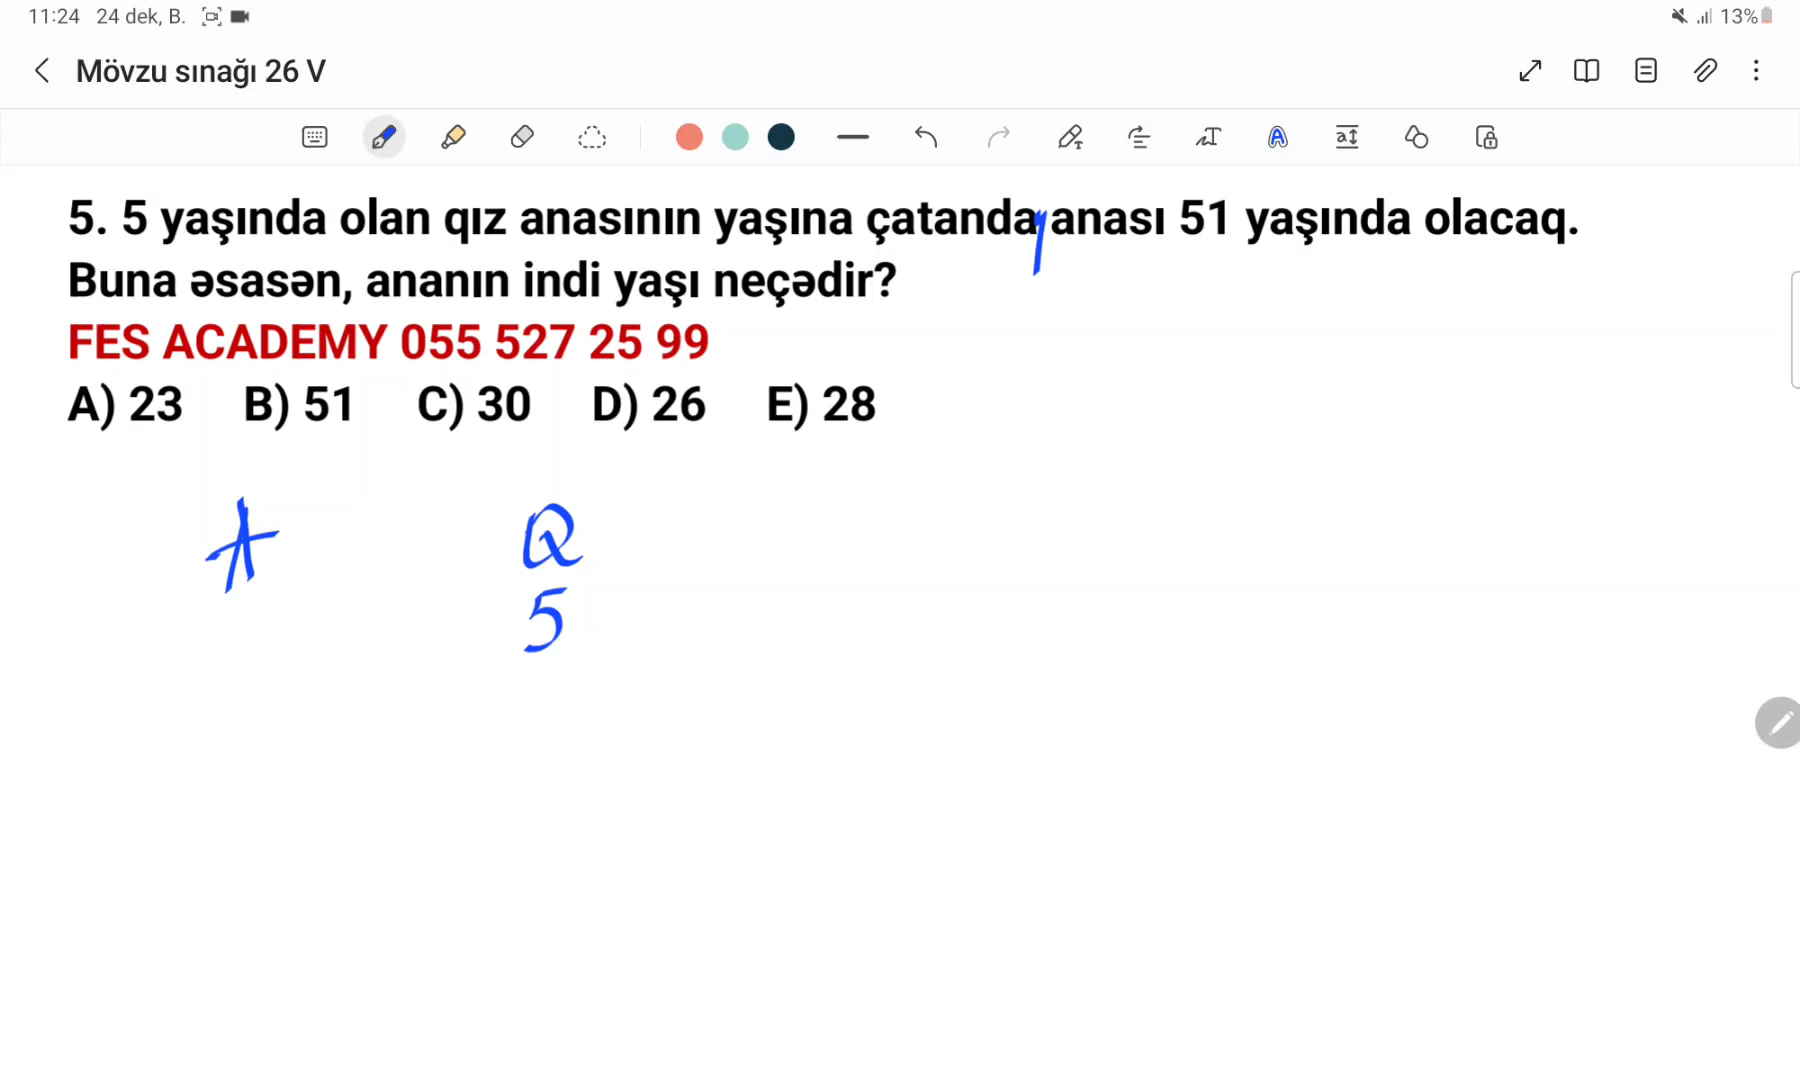 11:24 24 dek, B. 13%
Mövzu sınağı 26 V
5. 5 yaşında olan qız anasının yaşına çatanda, anası 51 yaşında olacaq.
Buna əsasən, ananın indi yaşı neçədir?
FES ACADEMY 055 527 25 99
A) 23 B) 51 C) 30 D) 26 E) 28
A Q
5